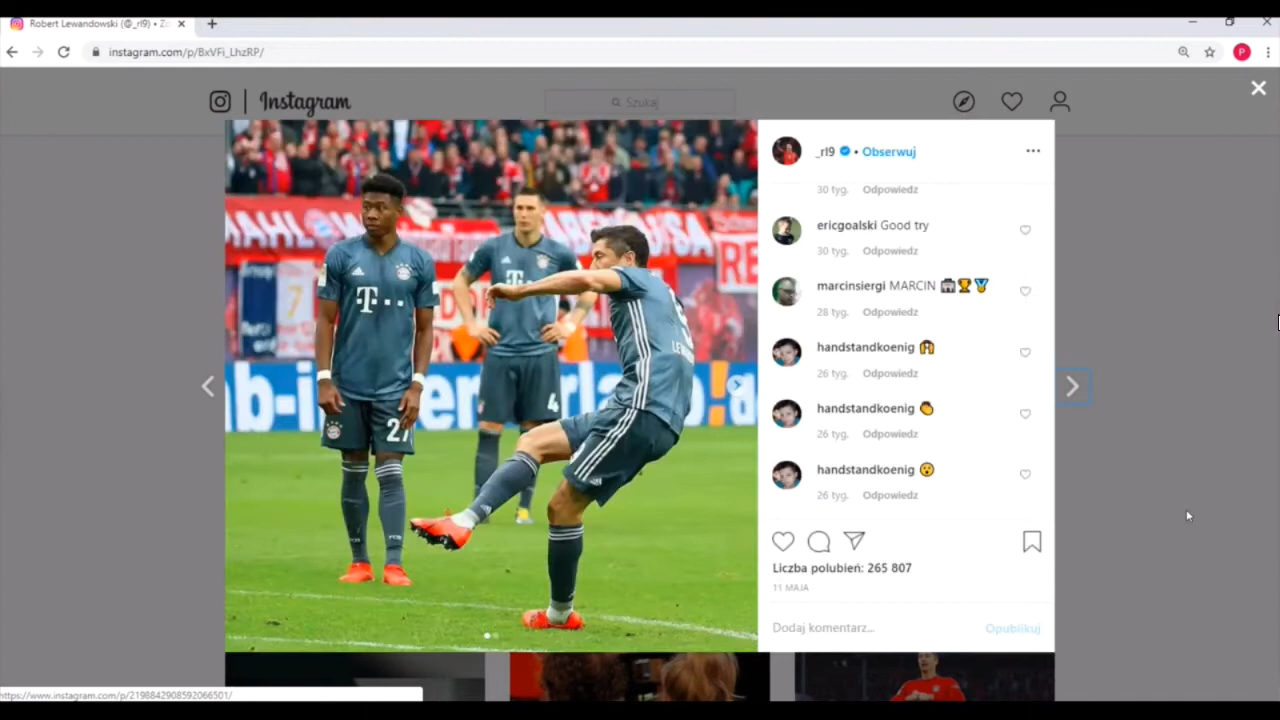 Robert Lewandowski (@_rl9) • Z
instagram.com/p/BxVFi_LhzRP/
P
Instagram
Szukaj
_rl9 • Obserwuj
30 tyg. Odpowiedz
ericgoalski Good try
30 tyg. Odpowiedz
marcinsiergi MARCIN
28 tyg. Odpowiedz
handstandkoenig
26 tyg. Odpowiedz
handstandkoenig
26 tyg. Odpowiedz
handstandkoenig
26 tyg. Odpowiedz
Liczba polubień: 265 807
11 MAJA
Dodaj komentarz...
Opublikuj
T
T
4
27
https://www.instagram.com/p/2198842908592066501/